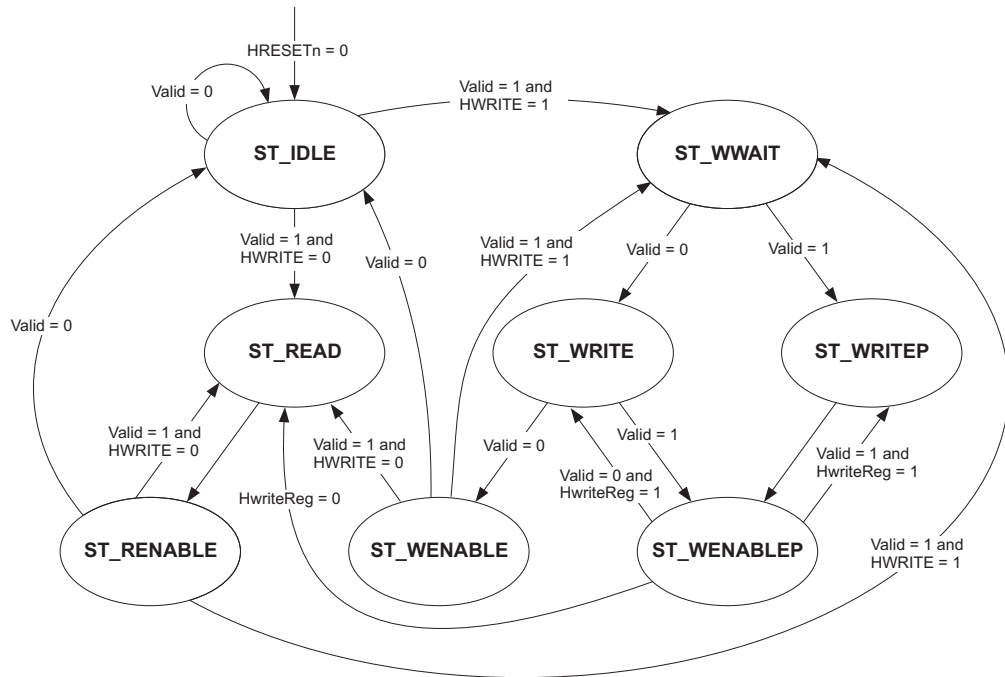 HRESETn = 0
Valid = 0
Valid = 1 and
HWRITE = 1
ST_IDLE
ST_WWAIT
Valid = 1 and
HWRITE = 0
Valid = 0
Valid = 1 and
HWRITE = 1
Valid = 0
Valid = 1
Valid = 0
ST_READ
ST_WRITE
ST_WRITEP
Valid = 1 and
HWRITE = 0
Valid = 1 and
HWRITE = 0
Valid = 0
Valid = 1
Valid = 1 and
HwriteReg = 1
Valid = 0 and
HwriteReg = 1
HwriteReg = 0
ST_RENABLE
ST_WENABLE
ST_WENABLEP
Valid = 1 and
HWRITE = 1